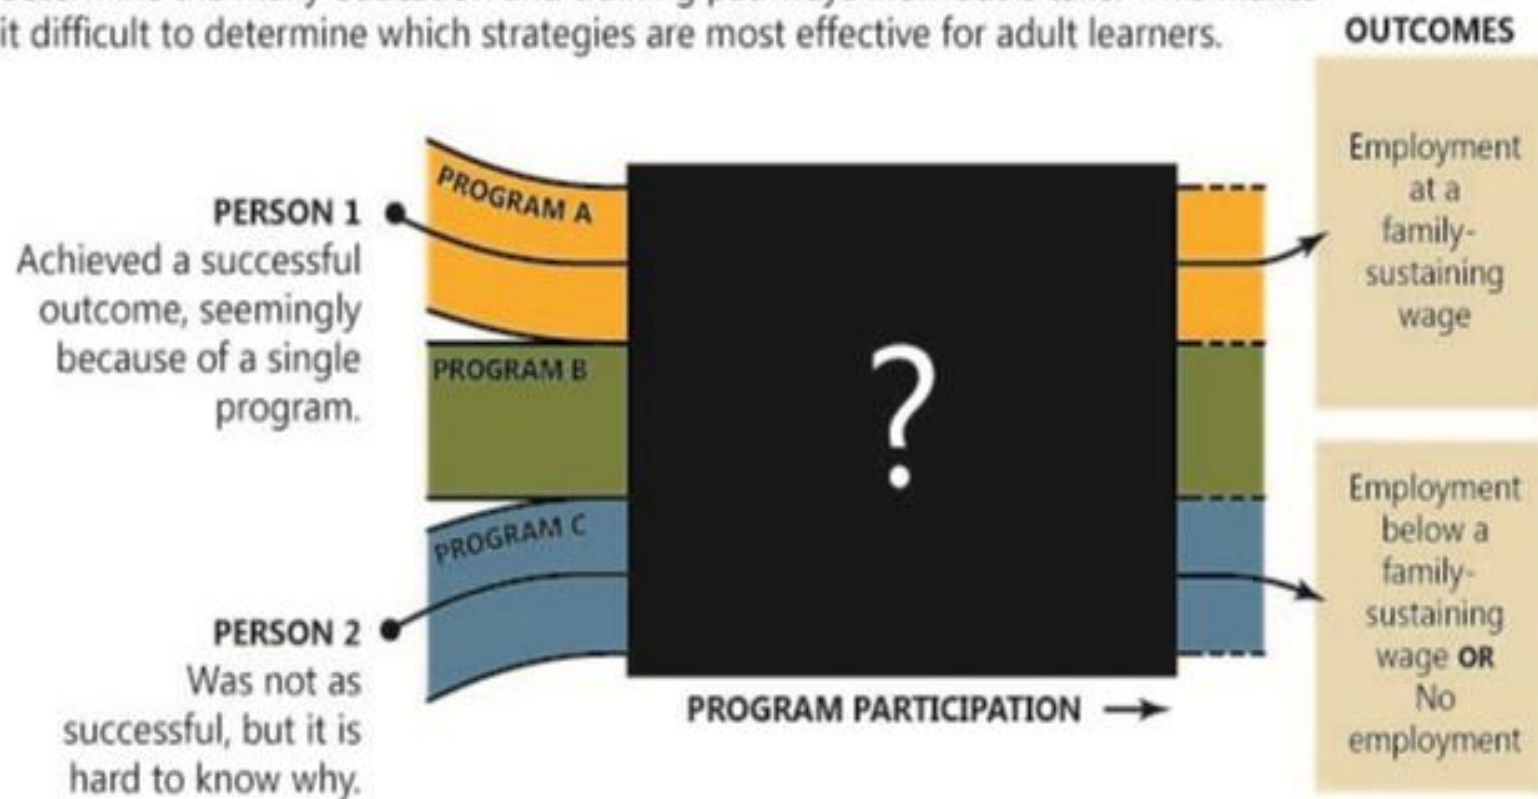 it difficult to determine which strategies are most effective for adult learners.
OUTCOMES
PERSON 1
Achieved a successful
outcome, seemingly
because of a single
program.
PROGRAM A
PROGRAM B
PROGRAM C
?
Employment
at a
family-
sustaining
wage
PERSON 2
Was not as
successful, but it is
hard to know why.
PROGRAM PARTICIPATION
Employment
below a
family-
sustaining
wage OR
No
employment